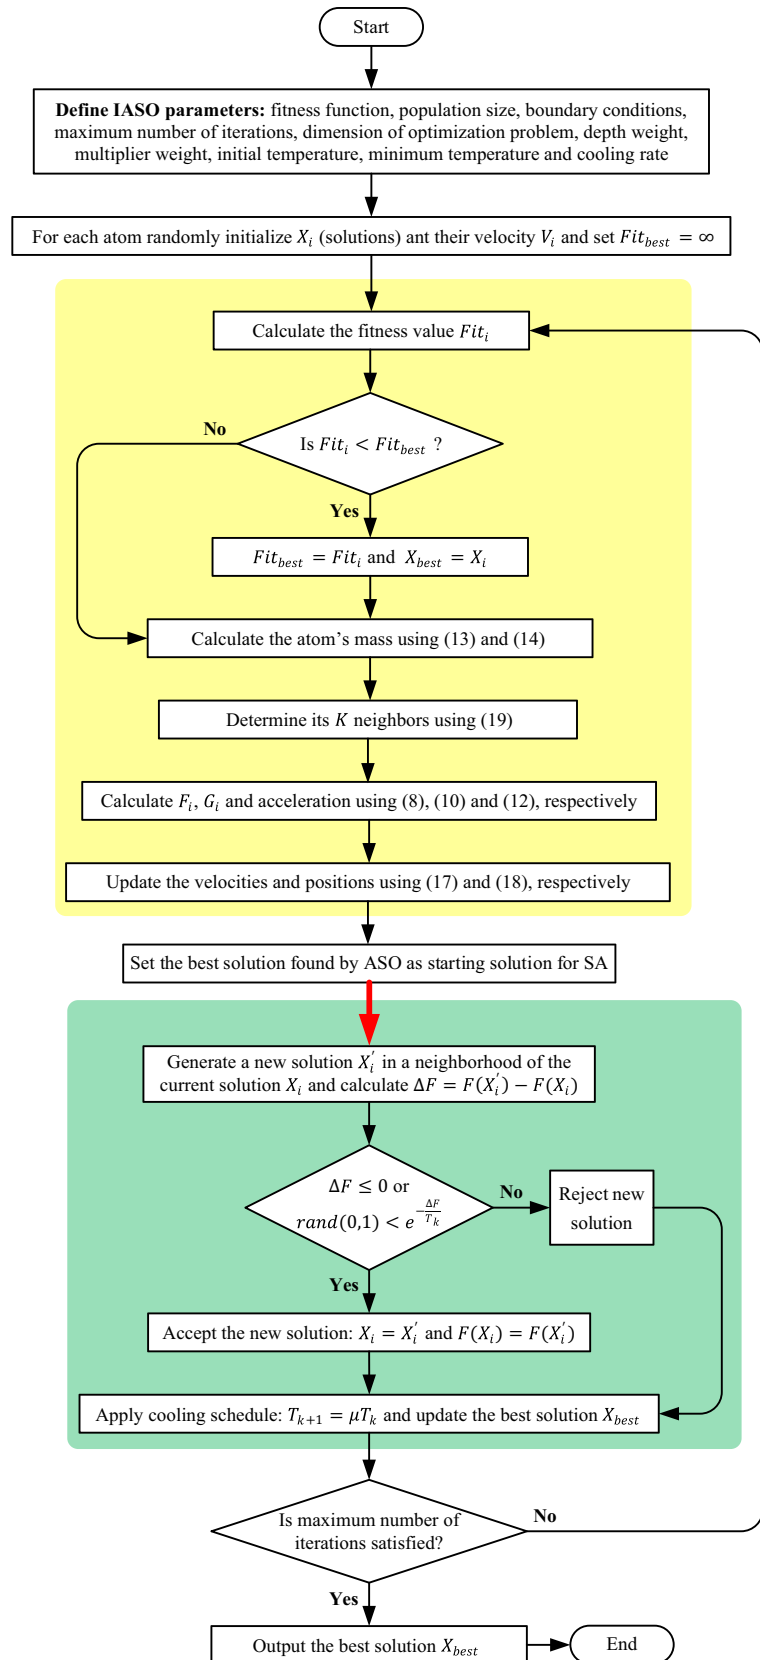 Start
Define IASO parameters: fitness function, population size, boundary conditions,
maximum number of iterations, dimension of optimization problem, depth weight,
multiplier weight, initial temperature, minimum temperature and cooling rate
For each atom randomly initialize X_i (solutions) ant their velocity V_i and set Fit_best = ∞
Calculate the fitness value Fit_i
No
Is Fit_i < Fit_best ?
Yes
Fit_best = Fit_i and X_best = X_i
Calculate the atom's mass using (13) and (14)
Determine its K neighbors using (19)
Calculate F_i, G_i and acceleration using (8), (10) and (12), respectively
Update the velocities and positions using (17) and (18), respectively
Set the best solution found by ASO as starting solution for SA
Generate a new solution X_i' in a neighborhood of the
current solution X_i and calculate ΔF = F(X_i') − F(X_i)
ΔF ≤ 0 or
rand(0,1) < e^{−ΔF/T_k}
No
Reject new
solution
Yes
Accept the new solution: X_i = X_i' and F(X_i) = F(X_i')
Apply cooling schedule: T_{k+1} = μT_k and update the best solution X_best
Is maximum number of
iterations satisfied?
No
Yes
Output the best solution X_best
End